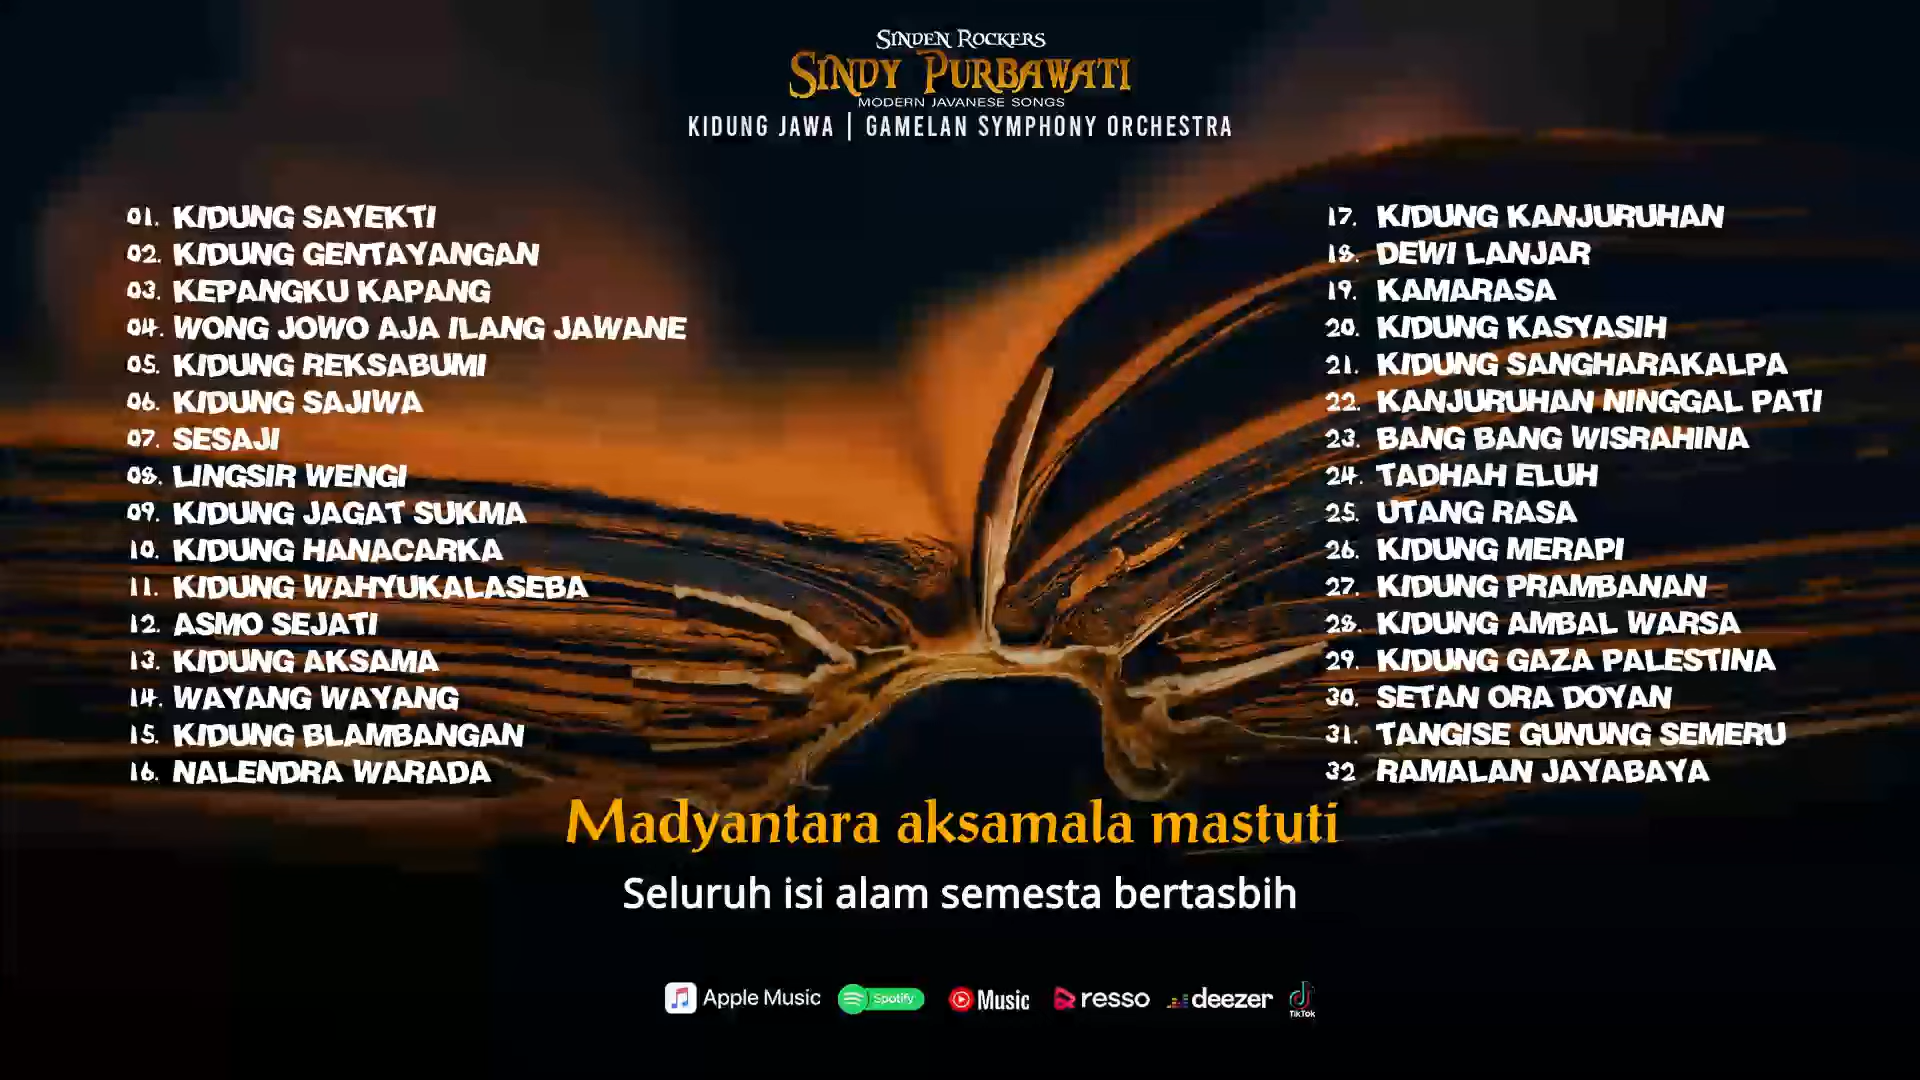 SINDEN ROCKERS
SINDY PURBAWATI
MODERN JAVANESE SONGS
KIDUNG JAWA | GAMELAN SYMPHONY ORCHESTRA
01. KIDUNG SAYEKTI
02. KIDUNG GENTAYANGAN
03. KEPANGKU KAPANG
04. WONG JOWO AJA ILANG JAWANE
05. KIDUNG REKSABUMI
06. KIDUNG SAJIWA
07. SESAJI
08. LINGSIR WENGI
09. KIDUNG JAGAT SUKMA
10. KIDUNG HANACARKA
11. KIDUNG WAHYUKALASEBA
12. ASMO SEJATI
13. KIDUNG AKSAMA
14. WAYANG WAYANG
15. KIDUNG BLAMBANGAN
16. NALENDRA WARADA
17. KIDUNG KANJURUHAN
18. DEWI LANJAR
19. KAMARASA
20. KIDUNG KASYASIH
21. KIDUNG SANGHARAKALPA
22. KANJURUHAN NINGGAL PATI
23. BANG BANG WISRAHINA
24. TADHAH ELUH
25. UTANG RASA
26. KIDUNG MERAPI
27. KIDUNG PRAMBANAN
28. KIDUNG AMBAL WARSA
29. KIDUNG GAZA PALESTINA
30. SETAN ORA DOYAN
31. TANGISE GUNUNG SEMERU
32 RAMALAN JAYABAYA
Madyantara aksamala mastuti
Seluruh isi alam semesta bertasbih
Apple Music Spotify Music resso deezer TikTok